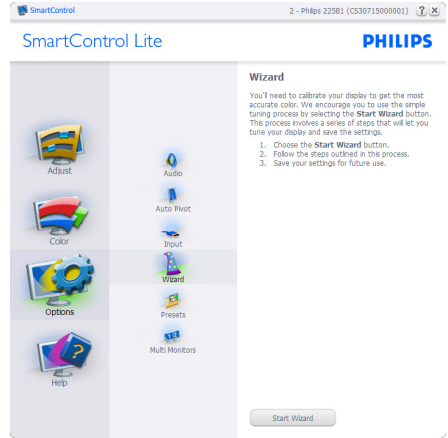 SmartControl
2 - Philips 225B1 (CS30715000001)
SmartControl Lite
PHILIPS
Adjust
Color
Options
Help
Audio
Auto Pivot
Input
Wizard
Presets
Multi Monitors
Wizard
You'll need to calibrate your display to get the most
accurate color. We encourage you to use the simple
tuning process by selecting the Start Wizard button.
This process involves a series of steps that will let you
tune your display and save the settings.
1. Choose the Start Wizard button.
2. Follow the steps outlined in this process.
3. Save your settings for future use.
Start Wizard